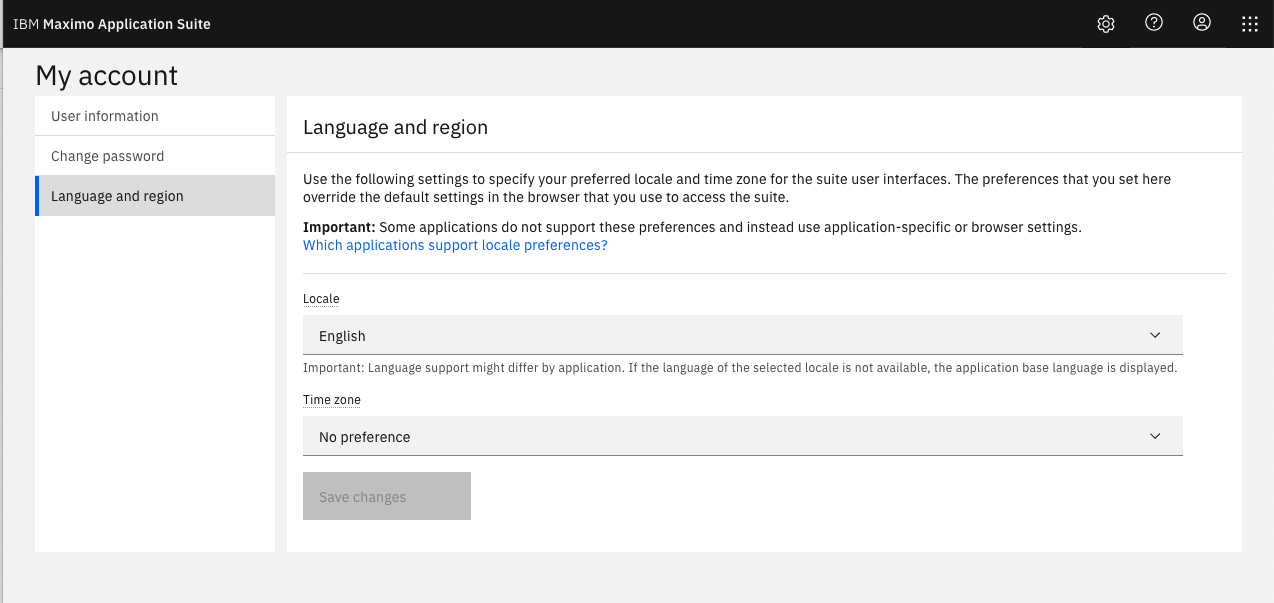 IBM Maximo Application Suite
My account
User information
Change password
Language and region
Language and region
Use the following settings to specify your preferred locale and time zone for the suite user interfaces. The preferences that you set here
override the default settings in the browser that you use to access the suite.
Important: Some applications do not support these preferences and instead use application-specific or browser settings.
Which applications support locale preferences?
Locale
English
Important: Language support might differ by application. If the language of the selected locale is not available, the application base language is displayed.
Time zone
No preference
Save changes